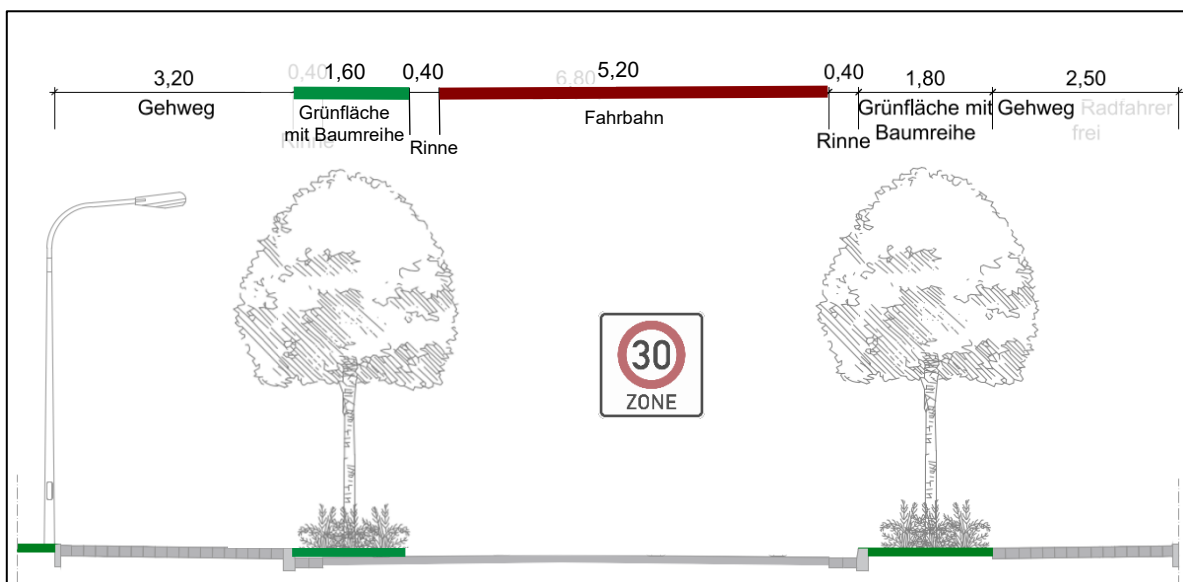 3,20
0,40
1,60
0,40
6,80
5,20
0,40
1,80
2,50
Gehweg
Grünfläche
mit Baumreihe
Rinne
Rinne
Fahrbahn
Rinne
Grünfläche mit
Baumreihe
Gehweg Radfahrer
frei
30
ZONE